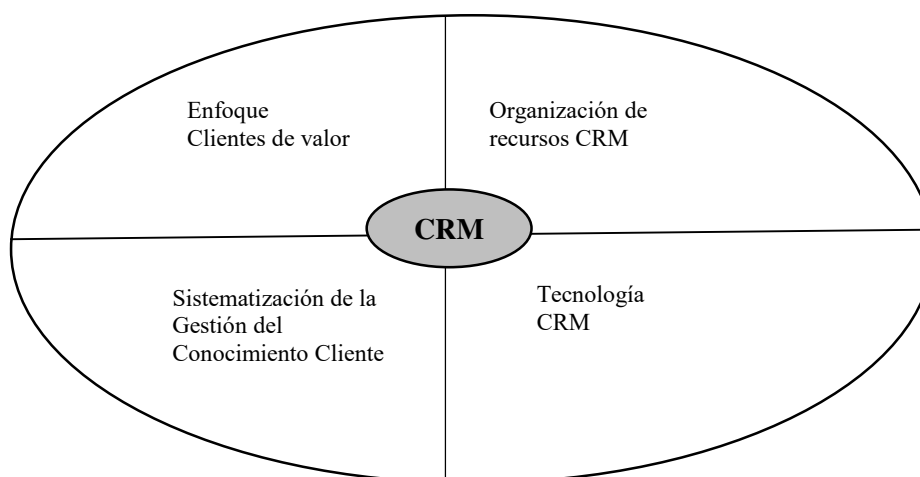 Enfoque
Clientes de valor
Organización de
recursos CRM
CRM
Sistematización de la
Gestión del
Conocimiento Cliente
Tecnología
CRM